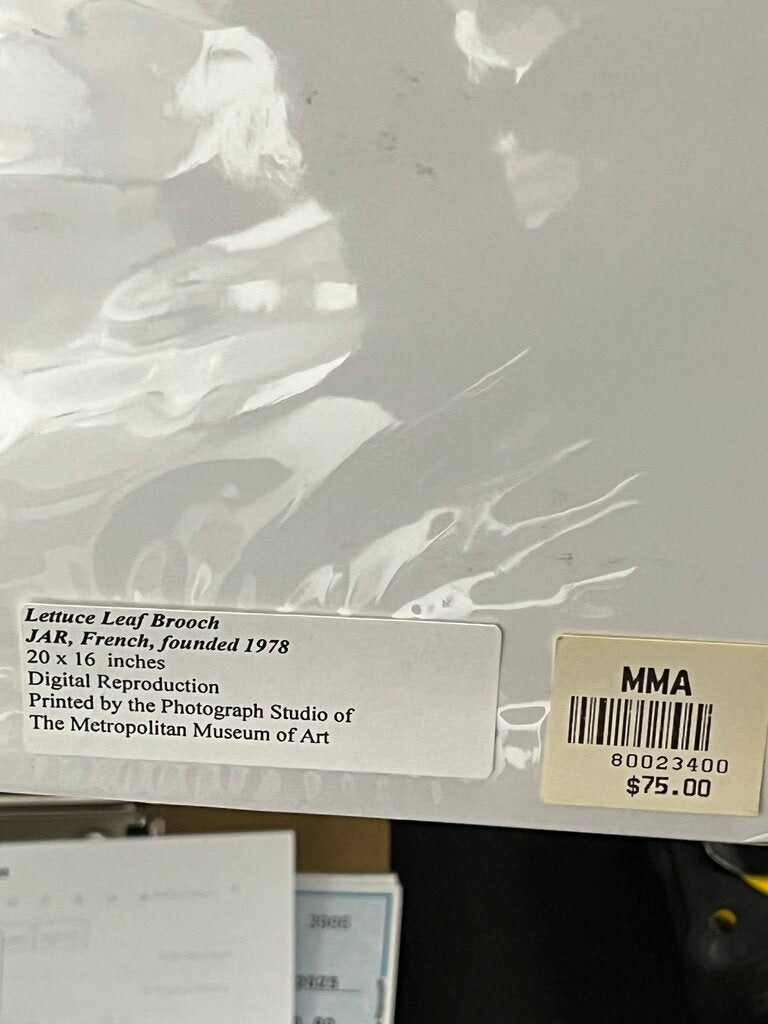 Lettuce Leaf Brooch
JAR, French, founded 1978
20 x 16 inches
Digital Reproduction
Printed by the Photograph Studio of
The Metropolitan Museum of Art
MMA
80023400
$75.00